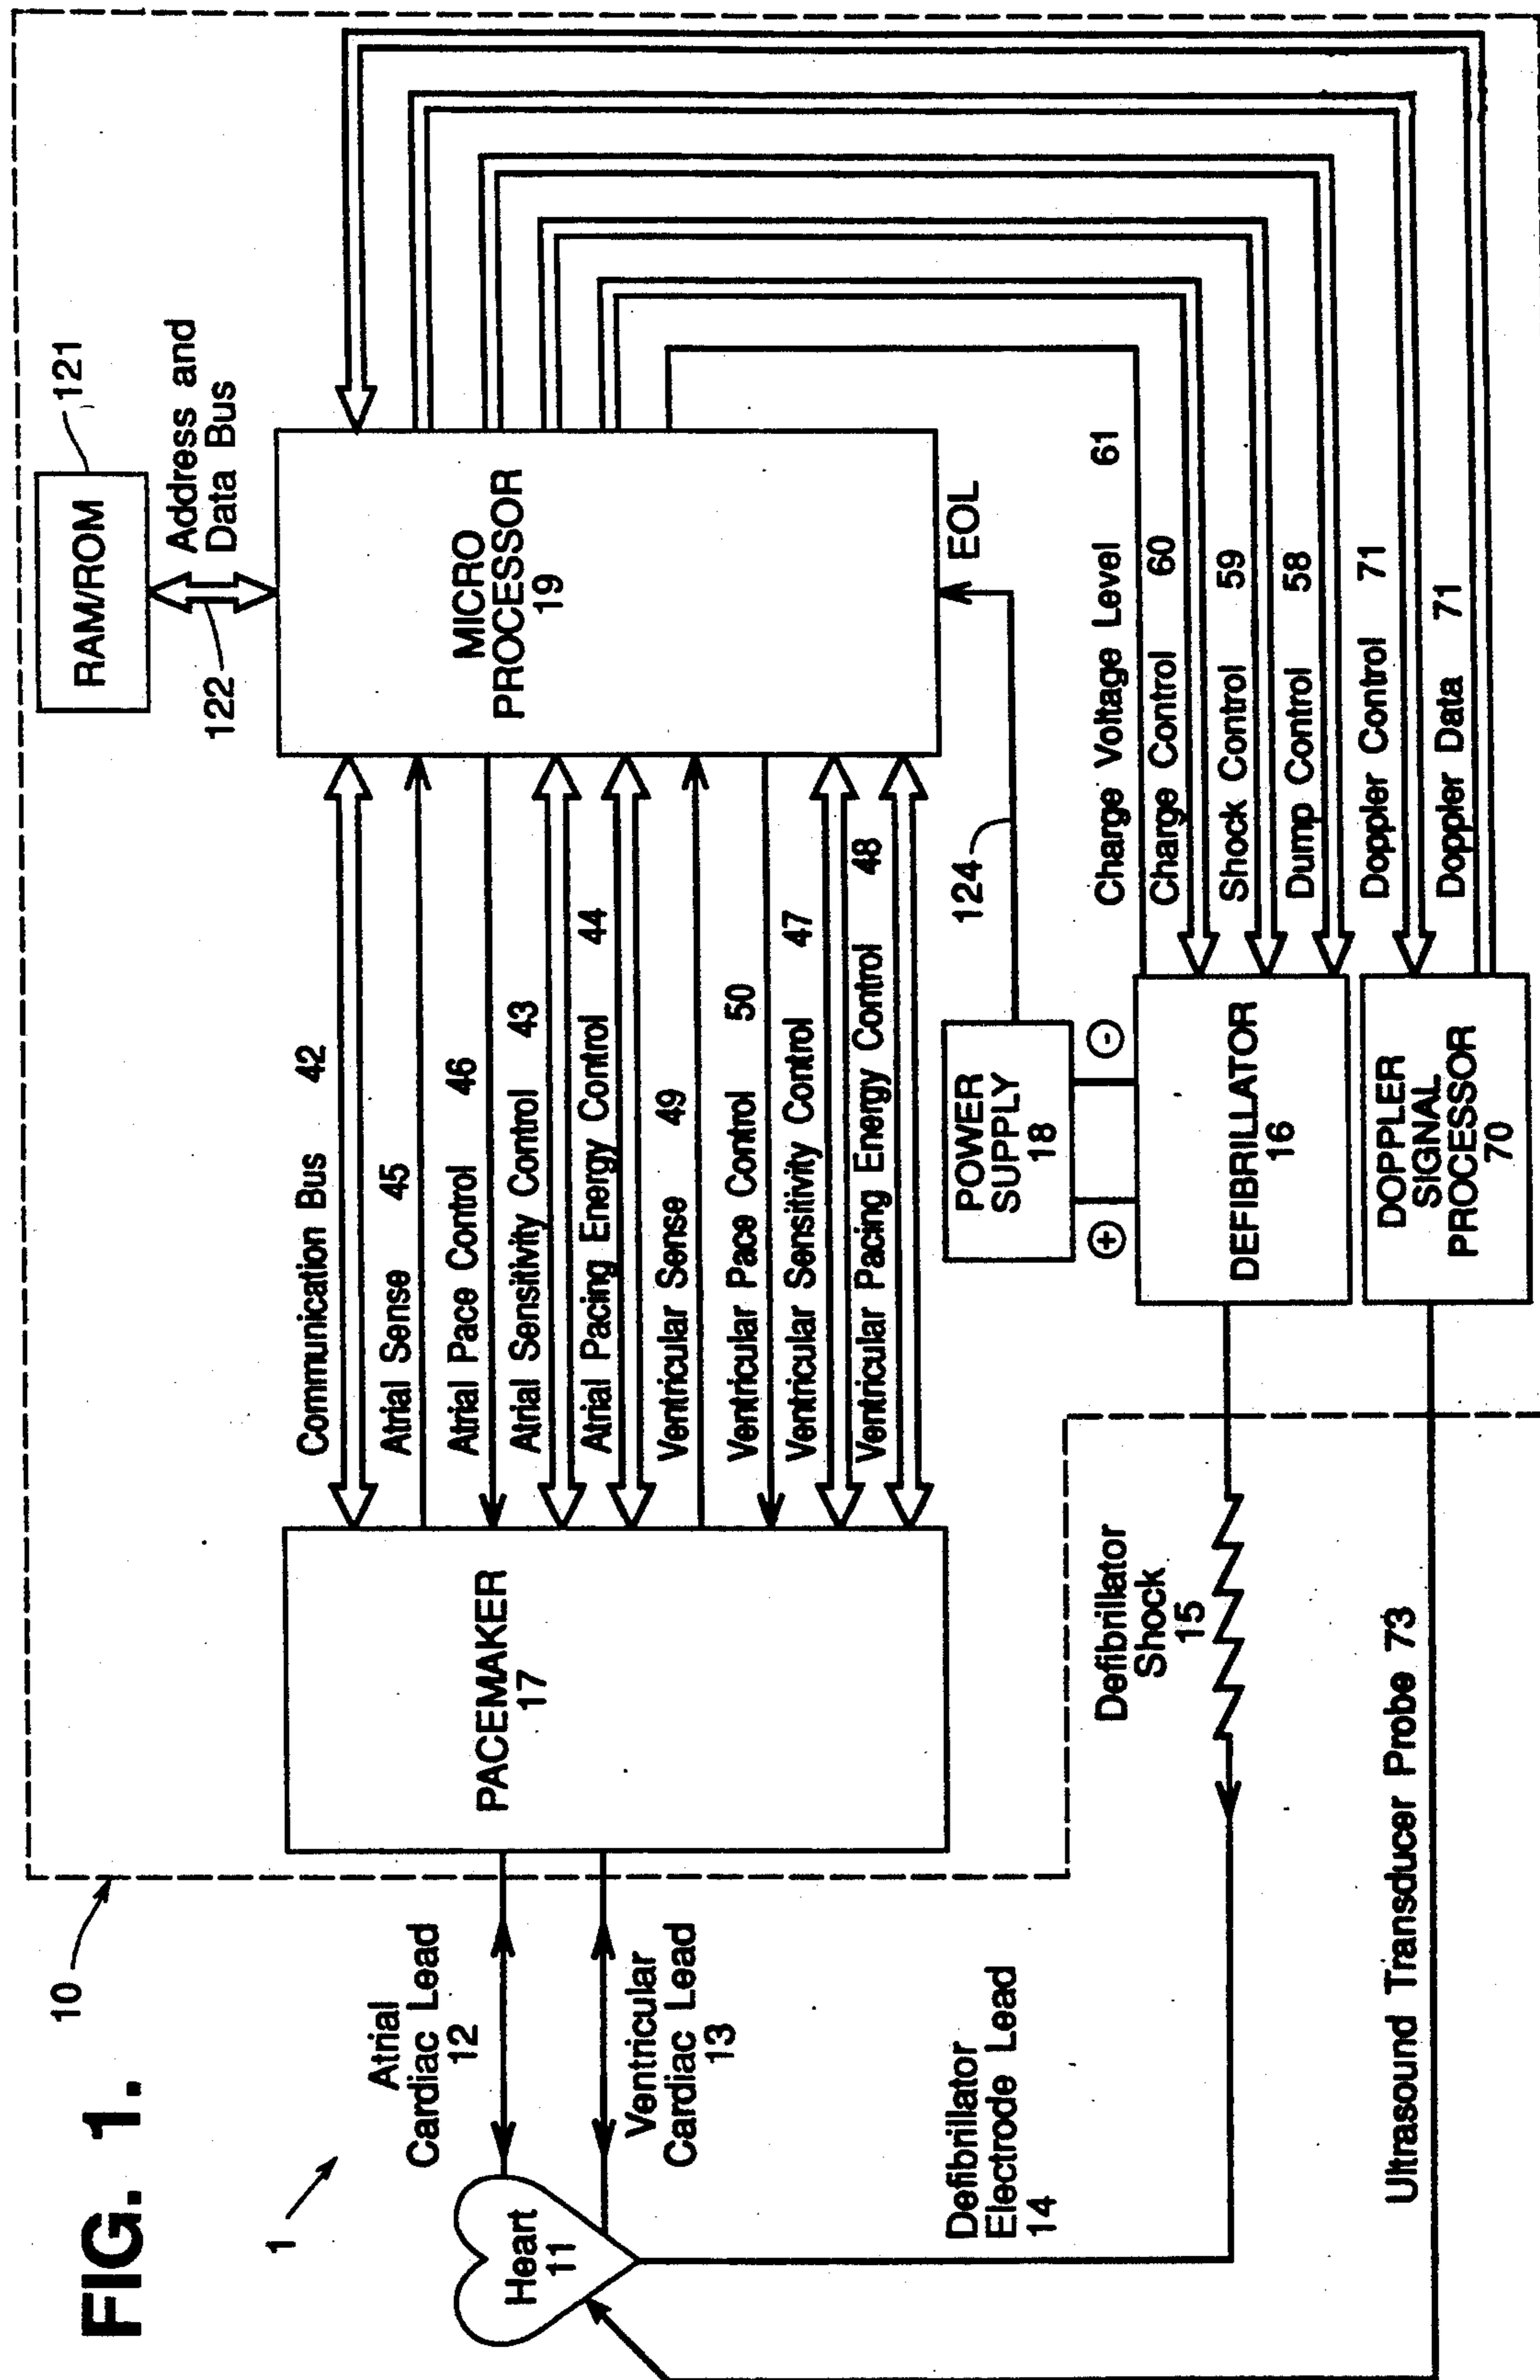 FIG. 1.
1
10
Heart
11
Atrial
Cardiac Lead
12
Ventricular
Cardiac Lead
13
Defibrillator
Electrode Lead
14
Defibrillator
Shock
15
Ultrasound Transducer Probe 73
PACEMAKER
17
Communication Bus 42
Atrial Sense 45
Atrial Pace Control 46
Atrial Sensitivity Control 43
Atrial Pacing Energy Control 44
Ventricular Sense 49
Ventricular Pace Control 50
Ventricular Sensitivity Control 47
Ventricular Pacing Energy Control 48
RAM/ROM
121
122
Address and
Data Bus
MICRO
PROCESSOR
19
EOL
124
POWER
SUPPLY
18
+
-
DEFIBRILLATOR
16
DOPPLER
SIGNAL
PROCESSOR
70
Charge Voltage Level 61
Charge Control 60
Shock Control 59
Dump Control 58
Doppler Control 71
Doppler Data 71